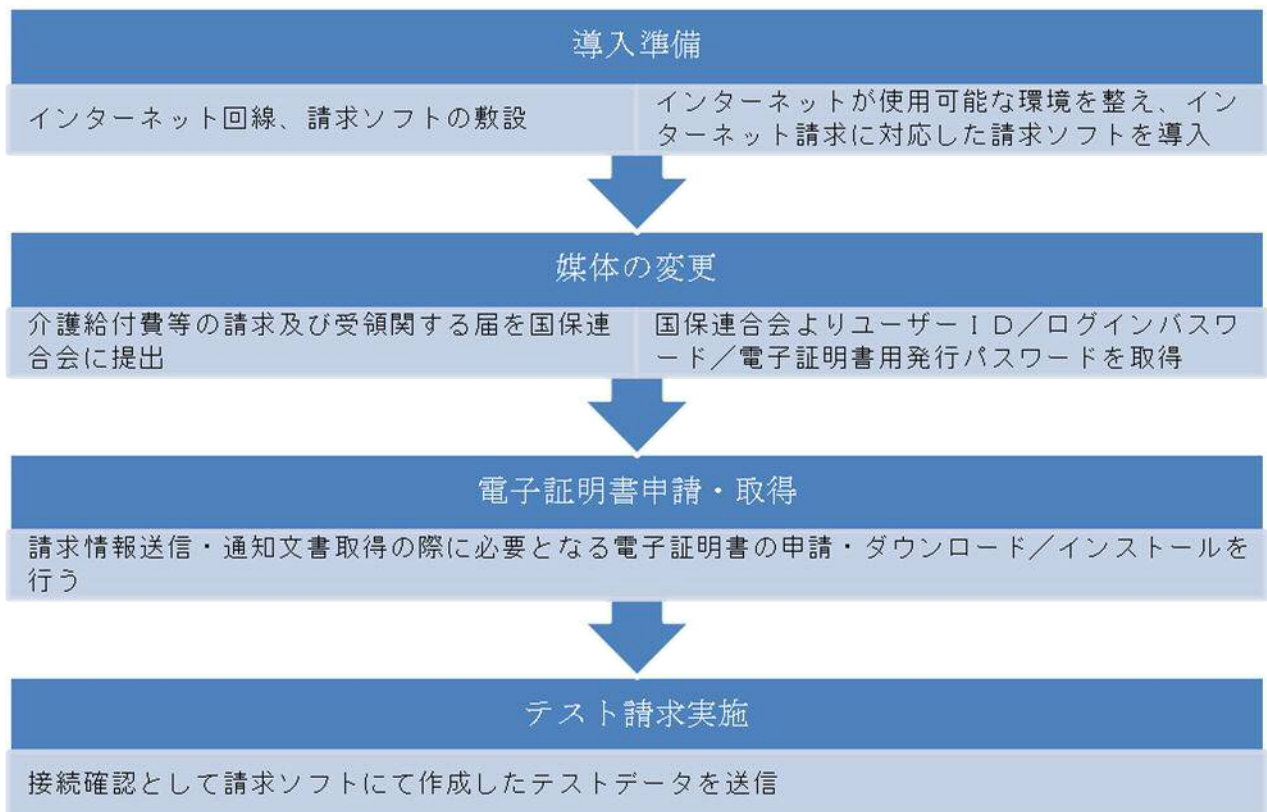 導入準備
インターネット回線、請求ソフトの敷設
インターネットが使用可能な環境を整え、イン
ターネット請求に対応した請求ソフトを導入
媒体の変更
介護給付費等の請求及び受領関する届を国保連
合会に提出
国保連合会よりユーザーＩＤ／ログインバスワ
ード／電子証明書用発行パスワードを取得
電子証明書申請・取得
請求情報送信・通知文書取得の際に必要となる電子証明書の申請・ダウンロード／インストールを
行う
テスト請求実施
接続確認として請求ソフトにて作成したテストデータを送信